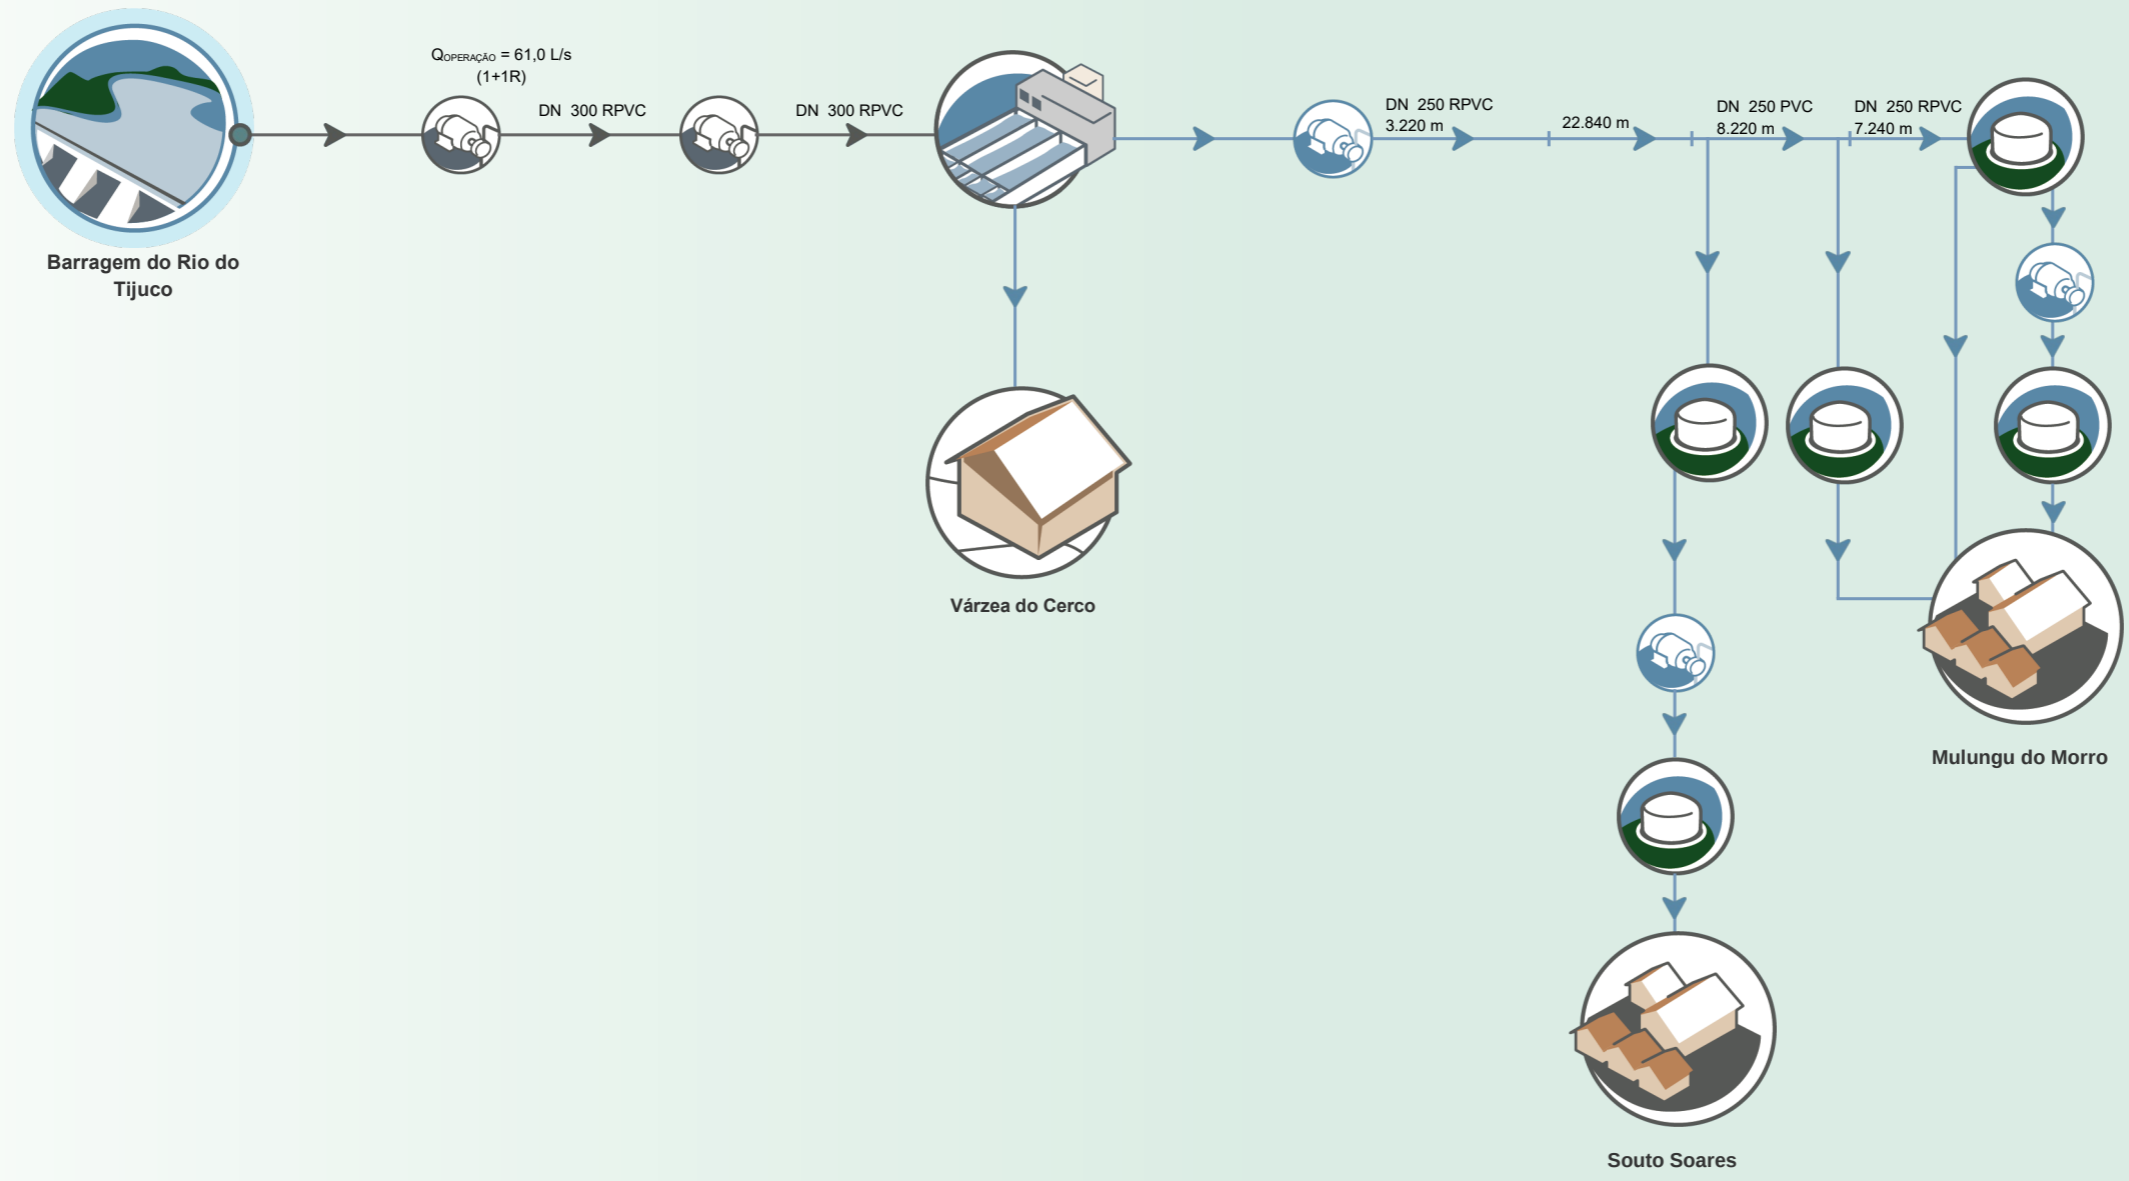 Q OPERAÇÃO = 61,0 L/s
(1+1R)
DN 300 RPVC
DN 300 RPVC
DN 250 RPVC
3.220 m
22.840 m
DN 250 PVC
8.220 m
DN 250 RPVC
7.240 m
Barragem do Rio do
Tijuco
Várzea do Cerco
Mulungu do Morro
Souto Soares